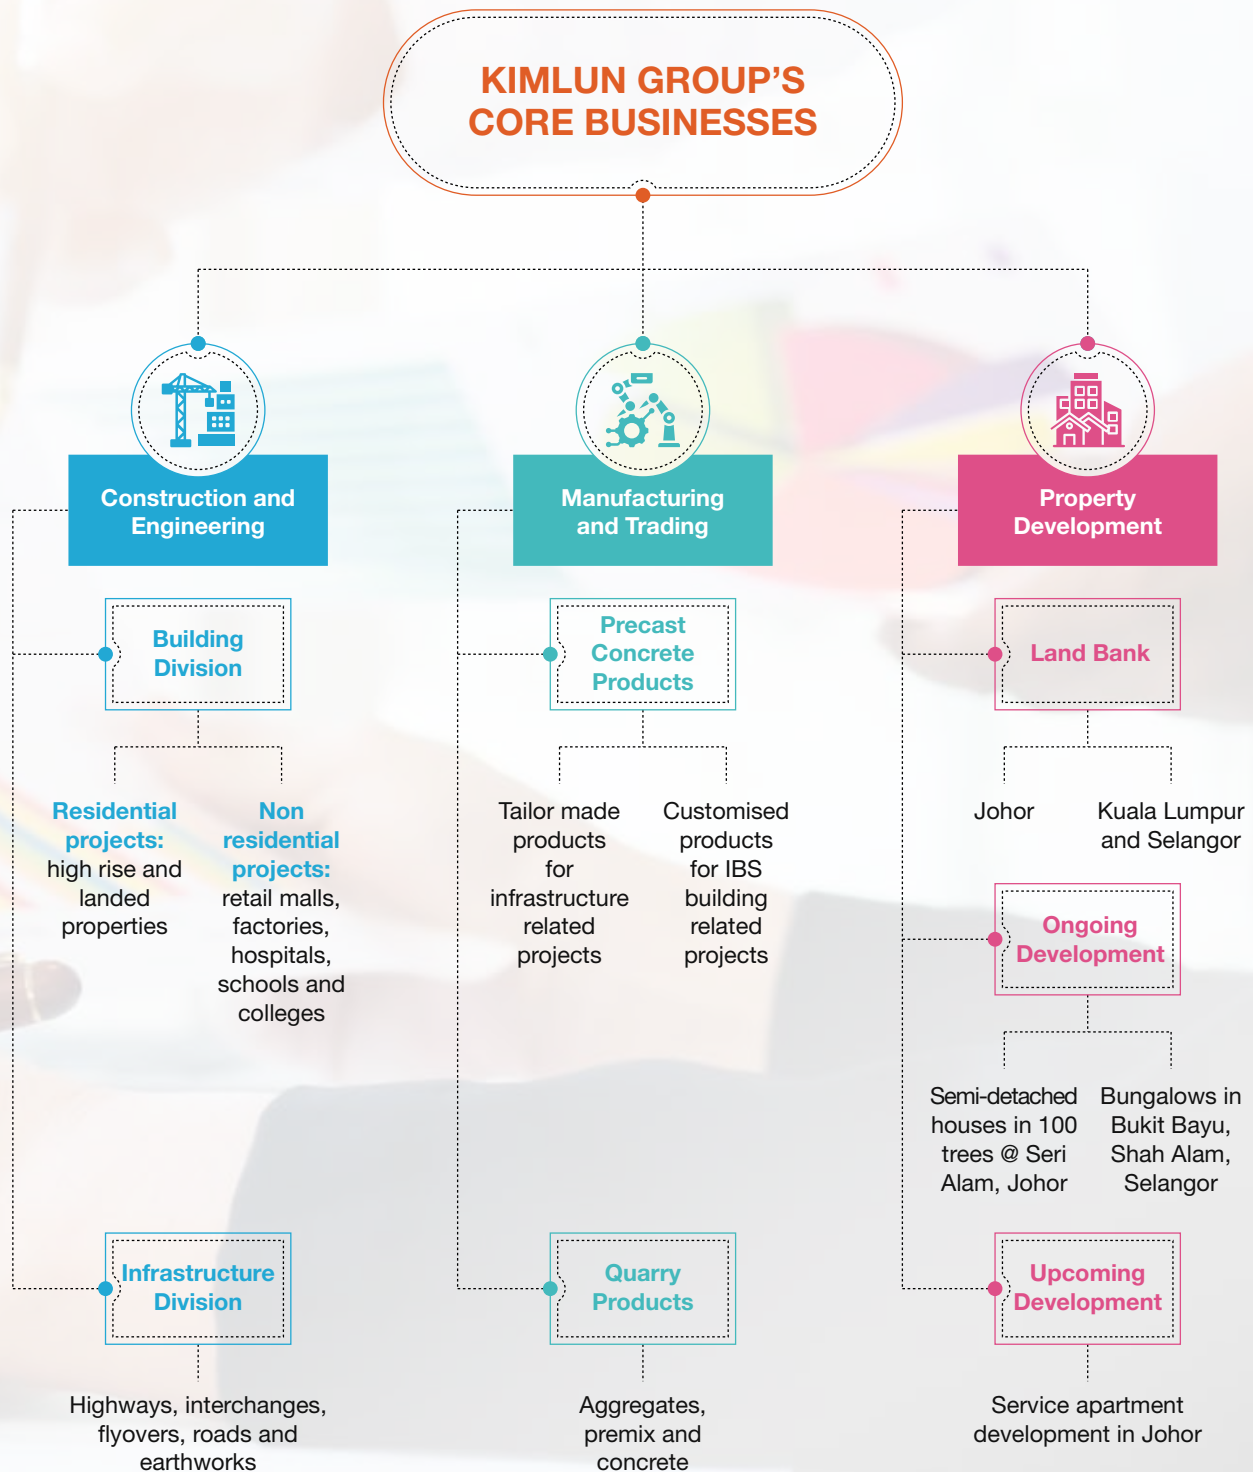 KIMLUN GROUP'S
CORE BUSINESSES
Construction and
Engineering
Building
Division
Residential
projects:
high rise and
landed
properties
Non
residential
projects:
retail malls,
factories,
hospitals,
schools and
colleges
Infrastructure
Division
Highways, interchanges,
flyovers, roads and
earthworks
Manufacturing
and Trading
Precast
Concrete
Products
Tailor made
products
for
infrastructure
related
projects
Customised
products
for IBS
building
related
projects
Quarry
Products
Aggregates,
premix and
concrete
Property
Development
Land Bank
Johor
Kuala Lumpur
and Selangor
Ongoing
Development
Semi-detached
houses in 100
trees @ Seri
Alam, Johor
Bungalows in
Bukit Bayu,
Shah Alam,
Selangor
Upcoming
Development
Service apartment
development in Johor